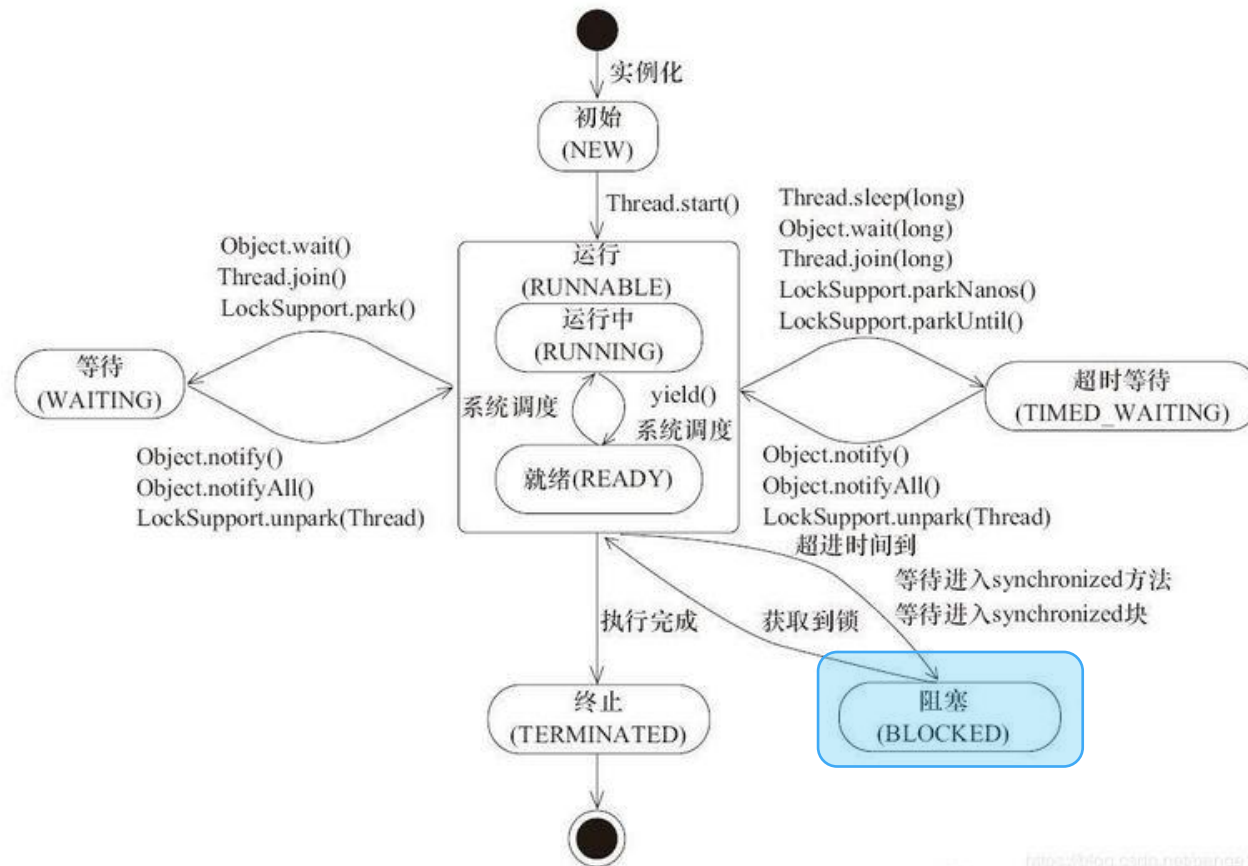 实例化
初始
(NEW)
Thread.start()
Thread.sleep(long)
Object.wait(long)
Thread.join(long)
LockSupport.parkNanos()
LockSupport.parkUntil()
Object.wait()
Thread.join()
LockSupport.park()
运行
(RUNNABLE)
运行中
(RUNNING)
等待
(WAITING)
系统调度
yield()
系统调度
超时等待
(TIMED_WAITING)
就绪(READY)
Object.notify()
Object.notifyAll()
LockSupport.unpark(Thread)
Object.notify()
Object.notifyAll()
LockSupport.unpark(Thread)
超进时间到
等待进入synchronized方法
等待进入synchronized块
执行完成
获取到锁
终止
(TERMINATED)
阻塞
(BLOCKED)